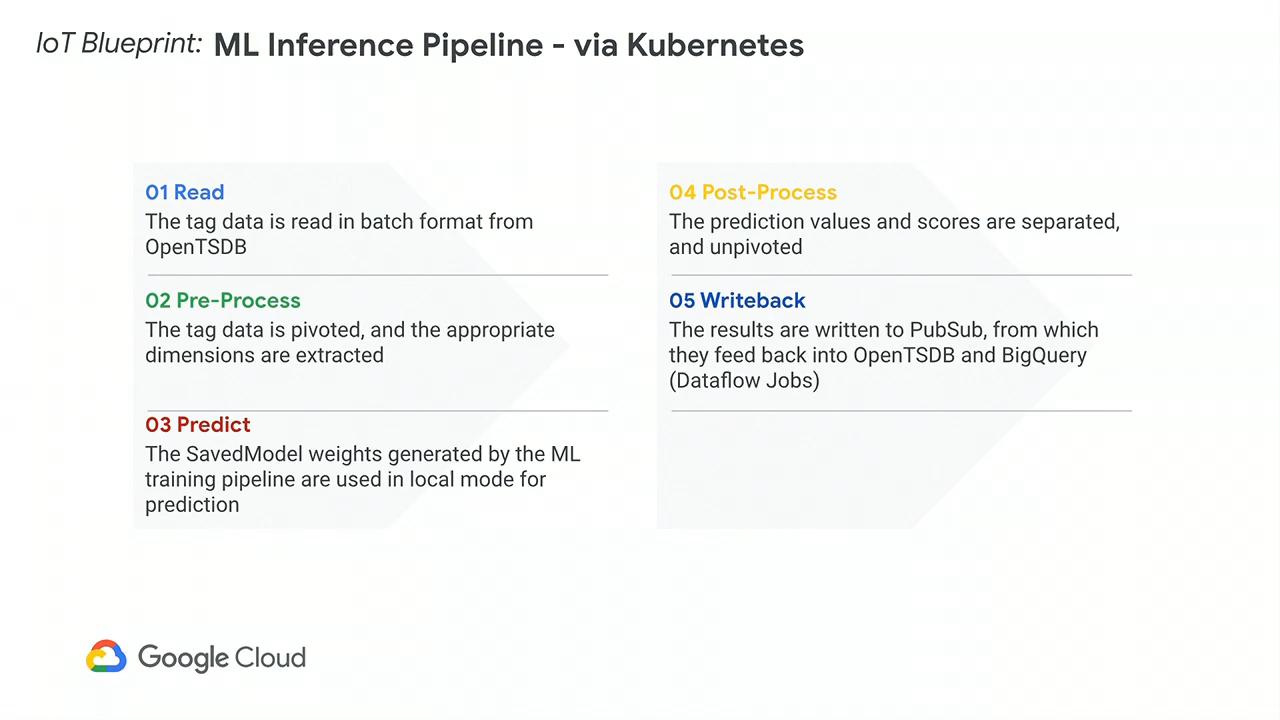 IoT Blueprint: ML Inference Pipeline - via Kubernetes
01 Read
The tag data is read in batch format from
OpenTSDB
02 Pre-Process
The tag data is pivoted, and the appropriate
dimensions are extracted
03 Predict
The SavedModel weights generated by the ML
training pipeline are used in local mode for
prediction
04 Post-Process
The prediction values and scores are separated,
and unpivoted
05 Writeback
The results are written to PubSub, from which
they feed back into OpenTSDB and BigQuery
(Dataflow Jobs)
Google Cloud